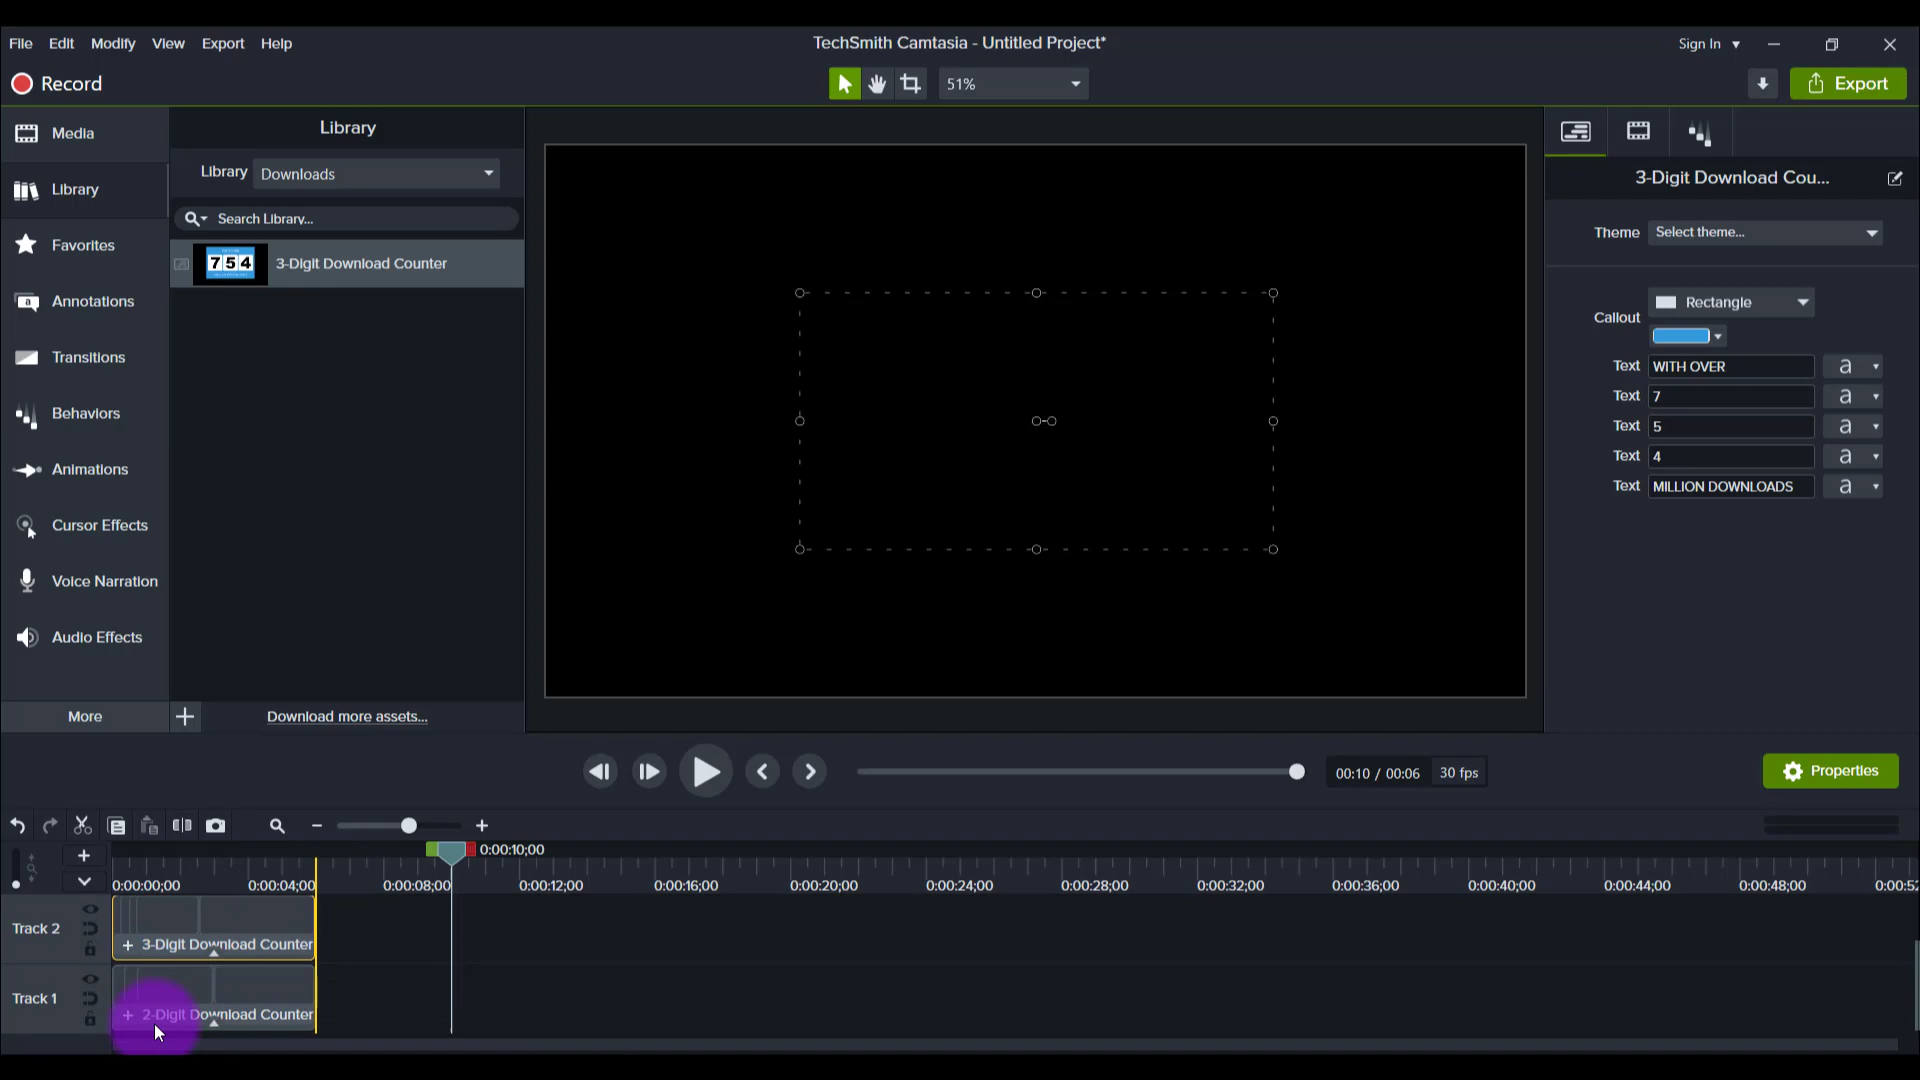 File Edit Modify View Export Help
TechSmith Camtasia - Untitled Project*
Sign In
Record
51%
Export
Media
Library
Favorites
Annotations
Transitions
Behaviors
Animations
Cursor Effects
Voice Narration
Audio Effects
More
Library
Library Downloads
Search Library...
754
3-Digit Download Counter
Download more assets...
3-Digit Download Cou...
Theme Select theme...
Callout Rectangle
Text WITH OVER a
Text 7 a
Text 5 a
Text 4 a
Text MILLION DOWNLOADS a
00:10 / 00:06 30 fps
Properties
0:00:10;00
0:00:00;00 0:00:04;00 0:00:08;00 0:00:12;00 0:00:16;00 0:00:20;00 0:00:24;00 0:00:28;00 0:00:32;00 0:00:36;00 0:00:40;00 0:00:44;00 0:00:48;00 0:00:52
Track 2
3-Digit Download Counter
Track 1
2-Digit Download Counter